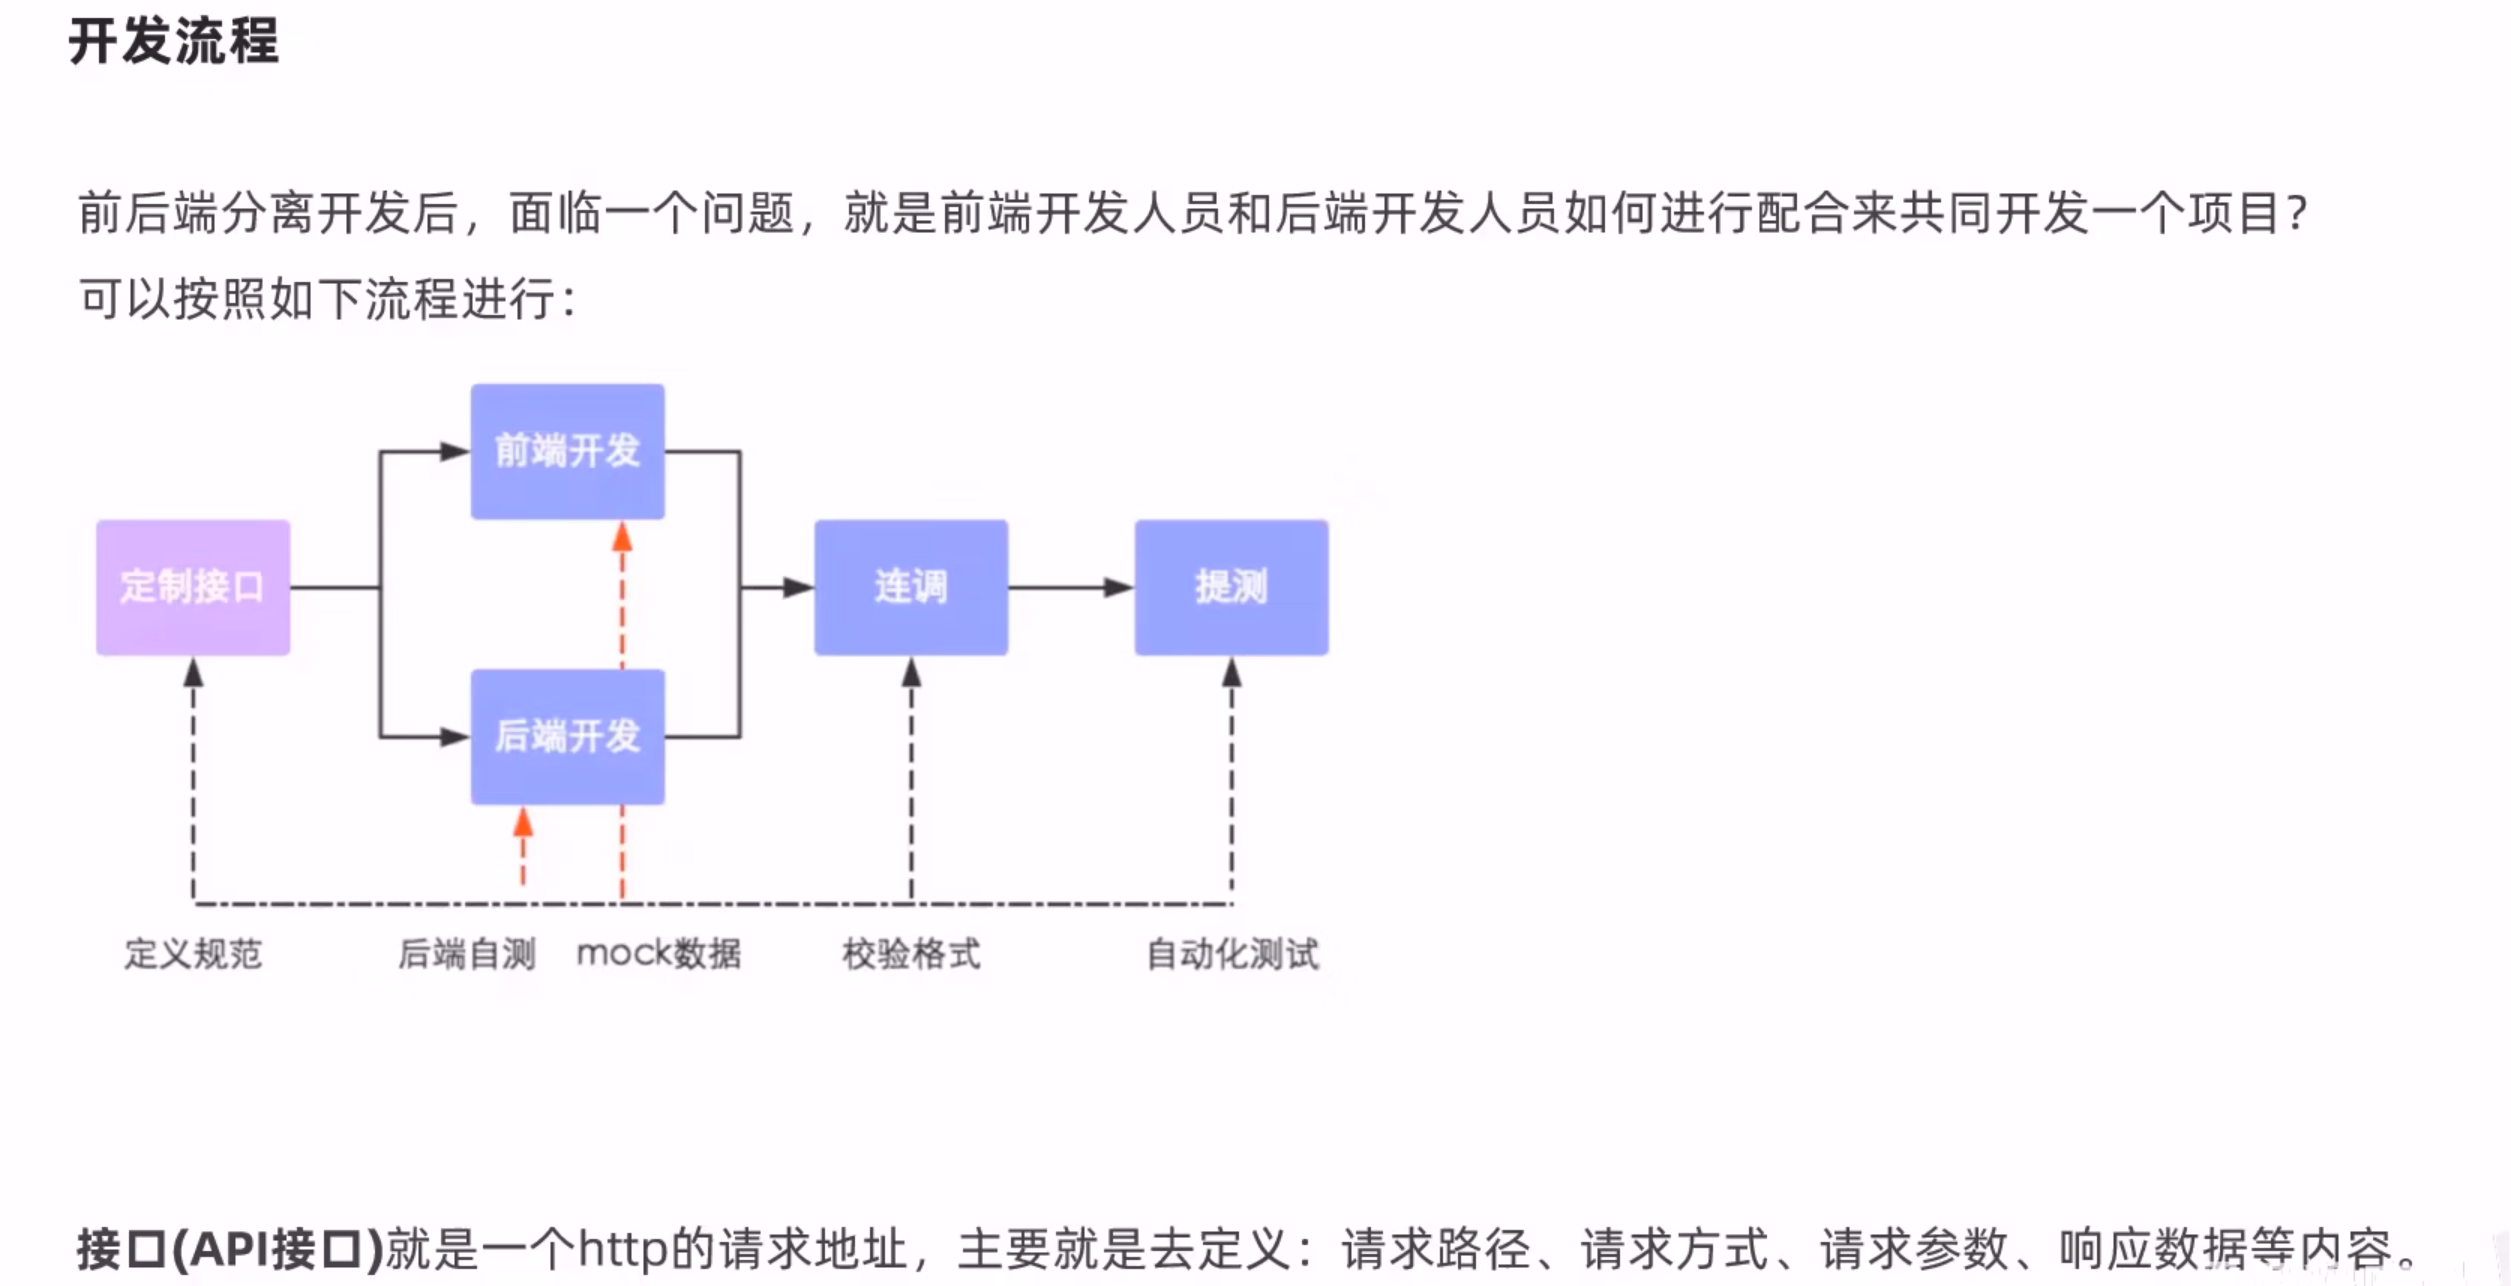 开发流程
前后端分离开发后，面临一个问题，就是前端开发人员和后端开发人员如何进行配合来共同开发一个项目？
可以按照如下流程进行：
前端开发
定制接口
连调
提测
后端开发
定义规范
后端自测
mock数据
校验格式
自动化测试
接口(API接口)就是一个http的请求地址，主要就是去定义：请求路径、请求方式、请求参数、响应数据等内容。